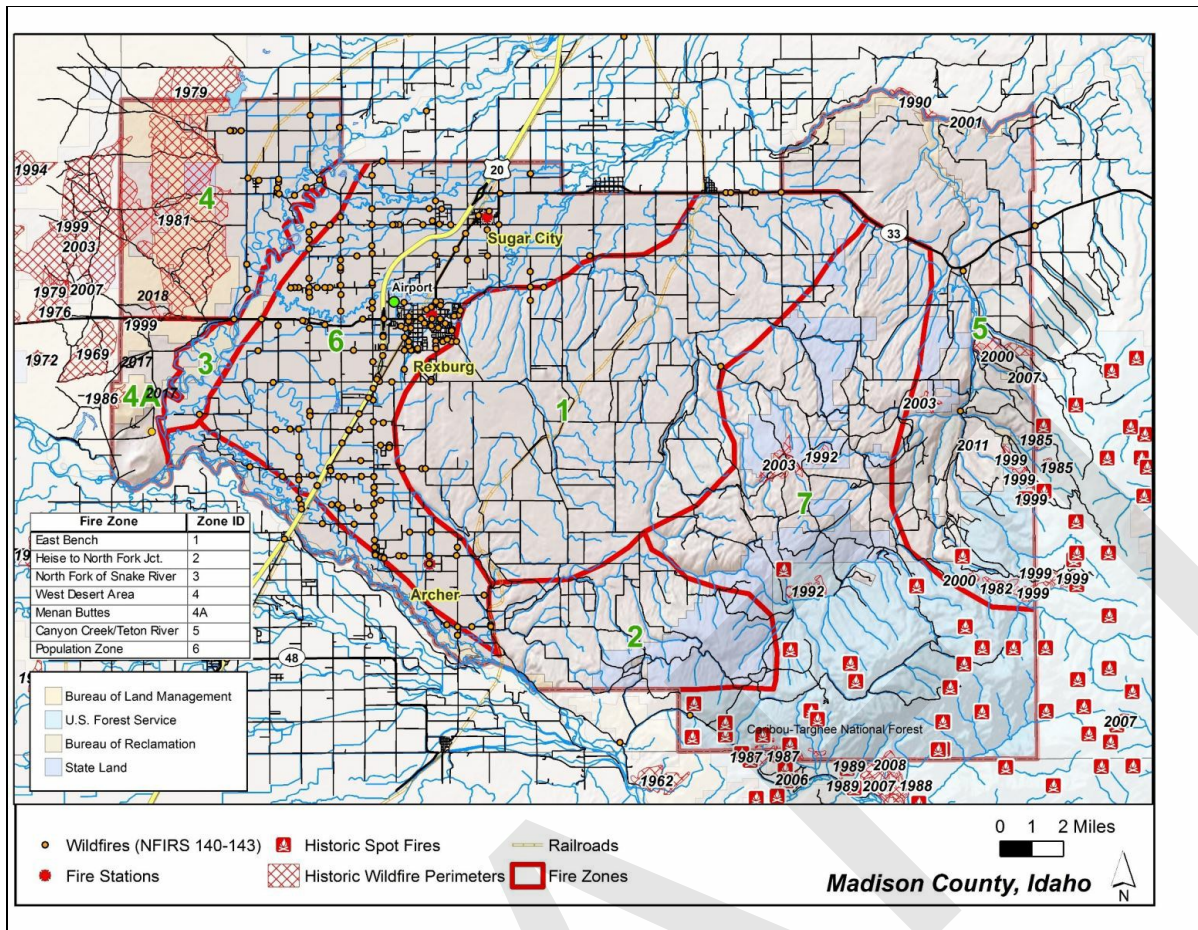 1979
1990
2001
1994
20
4
1981
33
1999
2003
Sugar City
Airport
1979
2007
1976
2018
1999
6
5
3
Rexburg
1972
1969
2017
2000
2007
1986
4A
2017
1
2003
2011
1985
2003
1992
1999
1985
1999
1999
7
Fire Zone Zone ID
East Bench 1
Heise to North Fork Jct. 2
North Fork of Snake River 3
West Desert Area 4
Menan Buttes 4A
Canyon Creek/Teton River 5
Population Zone 6
Archer
1992
2000
1982
1999
1999
1999
2
48
Bureau of Land Management
U.S. Forest Service
Bureau of Reclamation
State Land
Caribou-Targhee National Forest
2007
1987
1987
2006
1962
1989
2008
1989
2007
1988
Wildfires (NFIRS 140-143)
Historic Spot Fires
Railroads
Fire Stations
Historic Wildfire Perimeters
Fire Zones
0 1 2 Miles
Madison County, Idaho
N